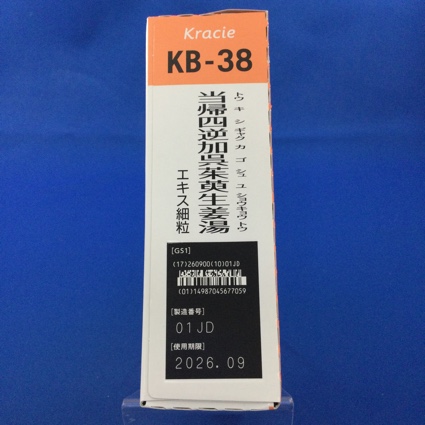 Kracie
KB-38
トウキシギャクカゴシュユショウキョウトウ
当帰四逆加呉茱萸生姜湯
エキス細粒
[GS1]
(17)260900(10)01JD
(01)14987045677059
[製造番号]
01JD
[使用期限]
2026.09